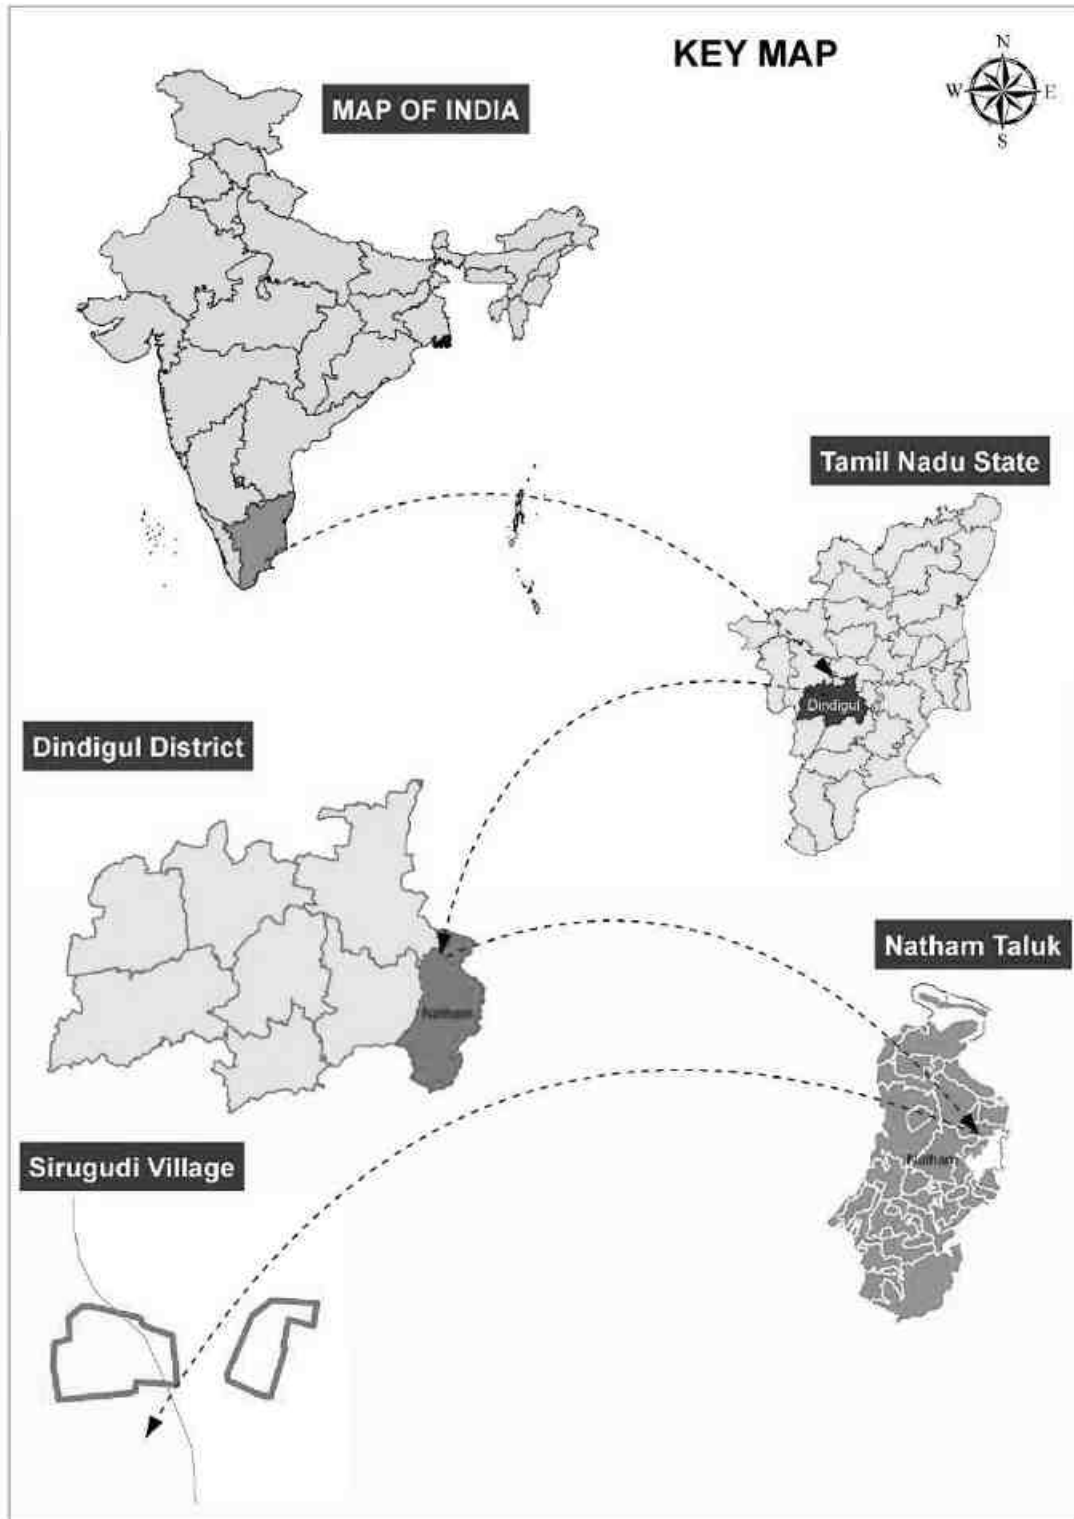 KEY MAP
N
W E
S
MAP OF INDIA
Tamil Nadu State
Dindigul
Dindigul District
Natham
Natham Taluk
Natham
Sirugudi Village